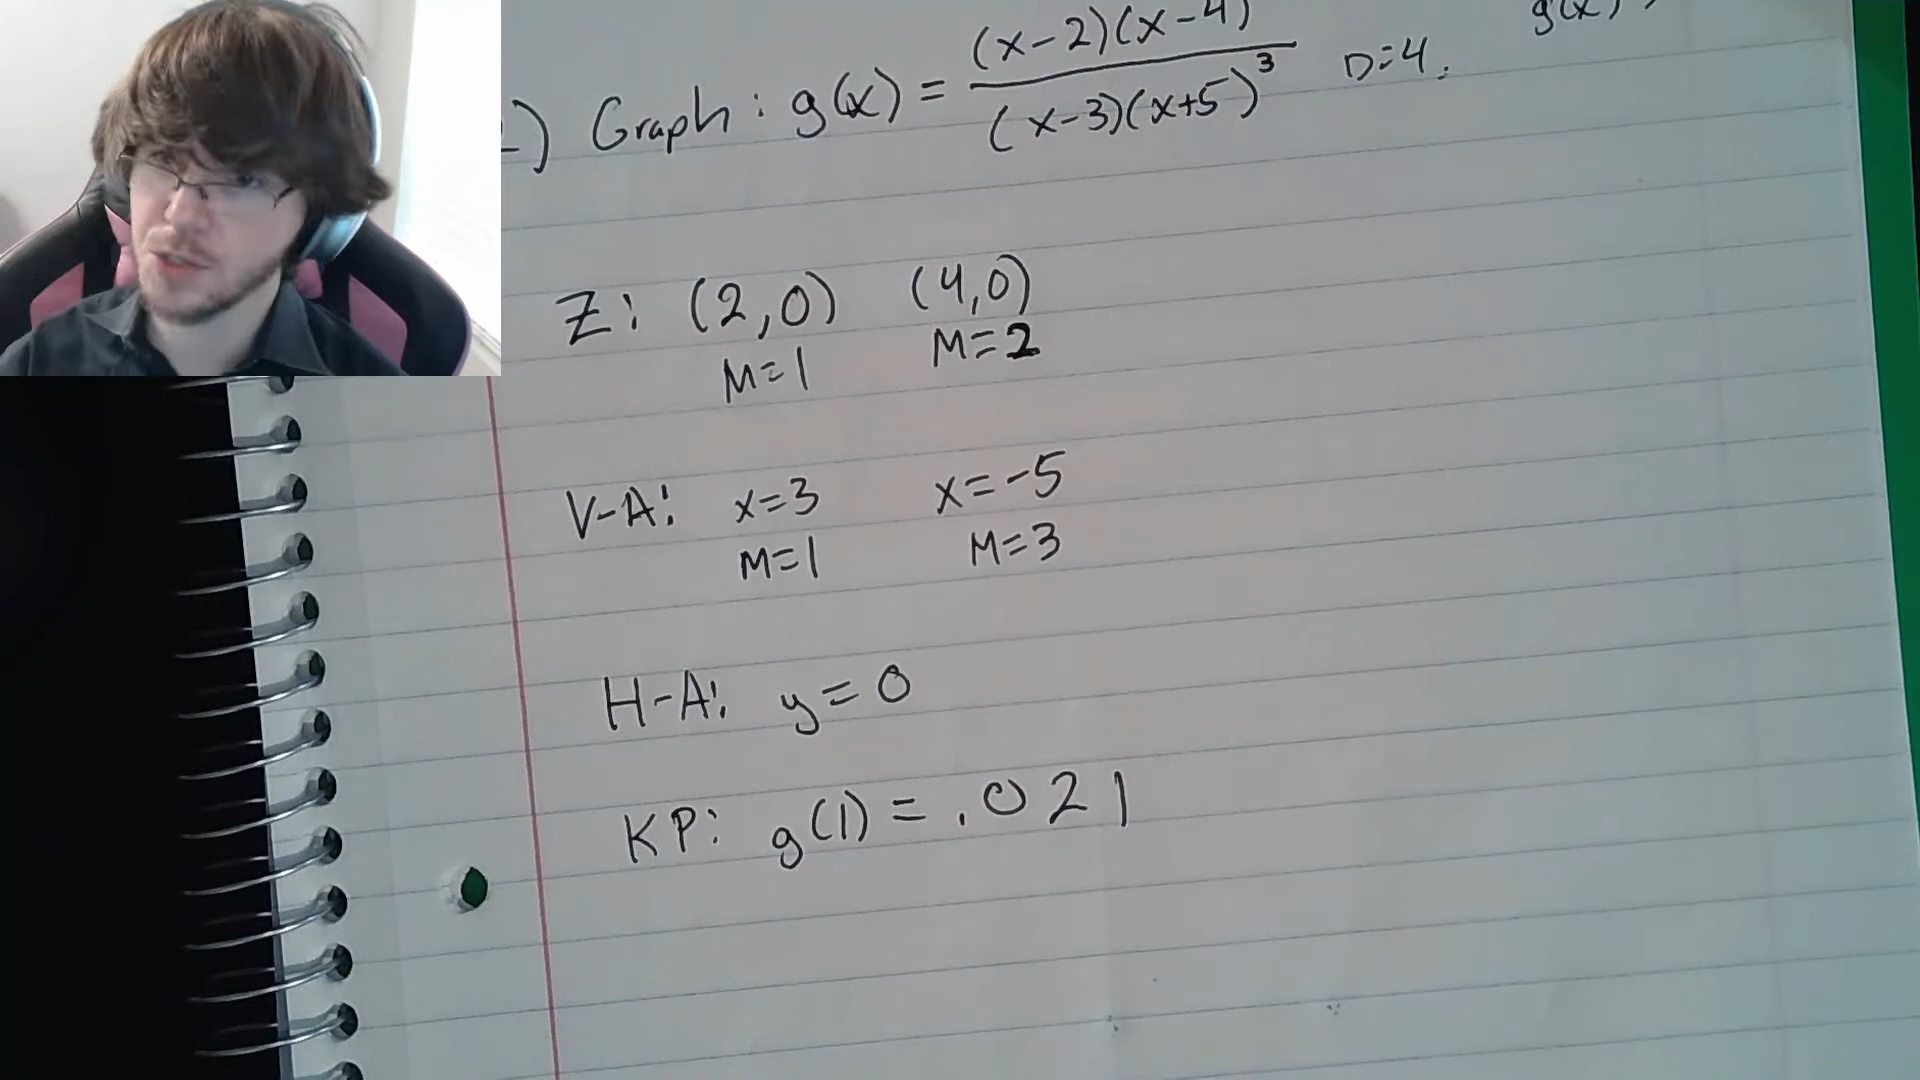 g(x)
(x-2)(x-4)
) Graph: g(x) = (x-3)(x+5)³ D=4.
Z: (2,0) (4,0)
M=1 M=2
V-A: x=3 x=-5
M=1 M=3
H-A: y=0
KP: g(1) = .021